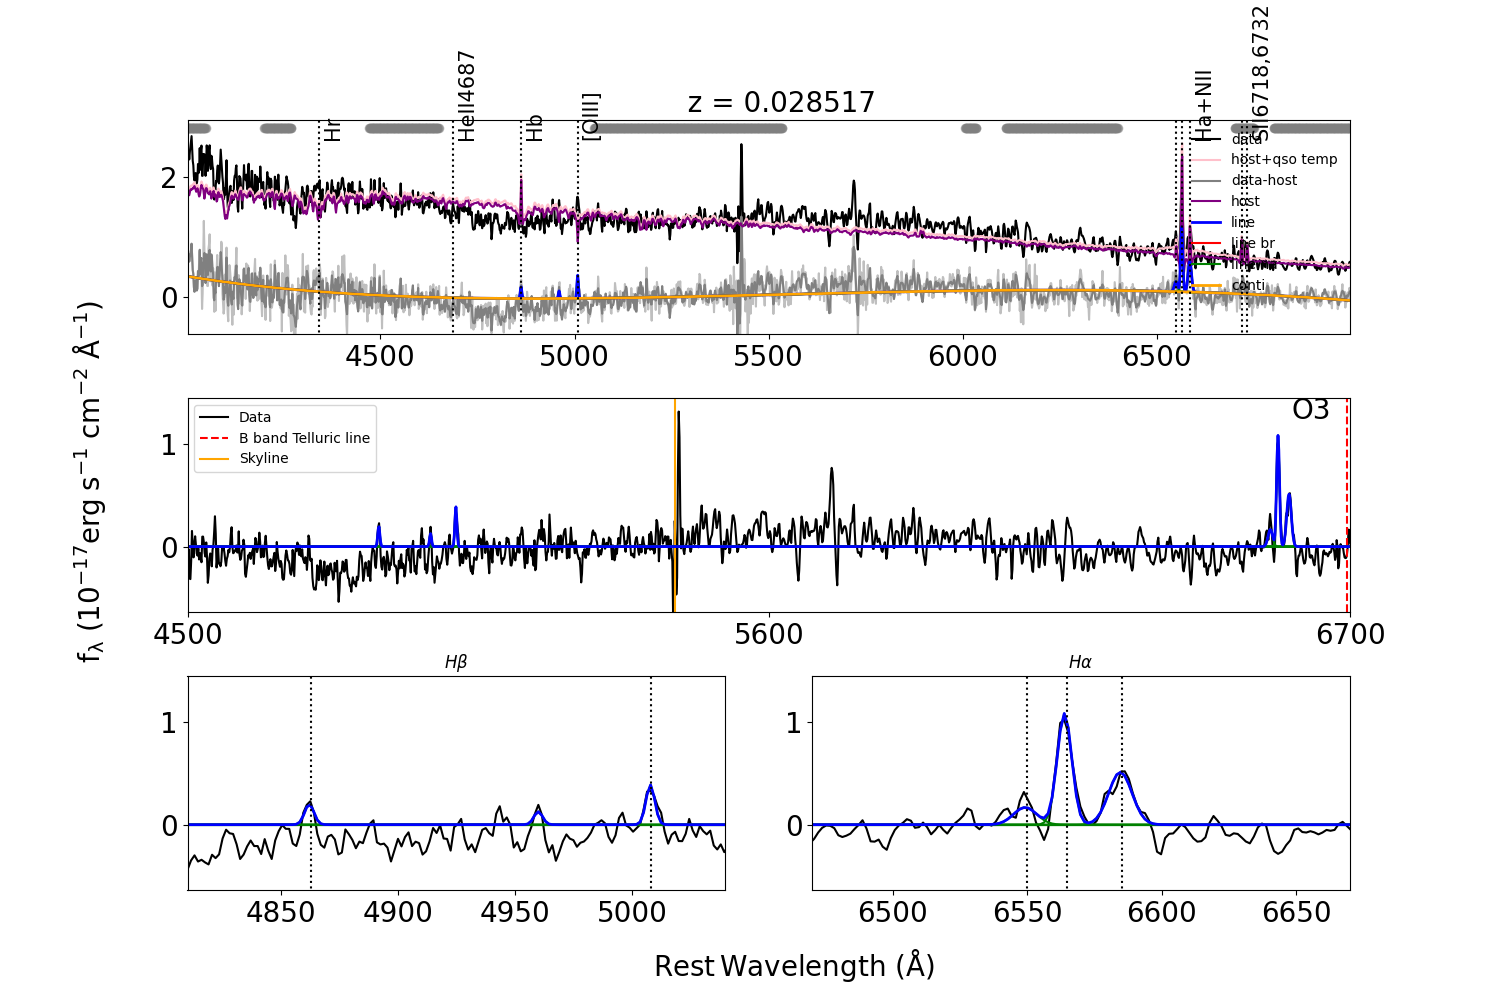 z = 0.028517
Hr
HeII4687
Hb
[OIII]
Ha+NII
SII6718,6732
data
host+qso temp
data-host
host
line
line br
conti
2
0
4500 5000 5500 6000 6500
fλ (10⁻¹⁷erg s⁻¹ cm⁻² Å⁻¹)
Data
B band Telluric line
Skyline
O3
1
0
4500 5600 6700
Hβ
1
0
4850 4900 4950 5000
Hα
1
0
6500 6550 6600 6650
Rest Wavelength (Å)